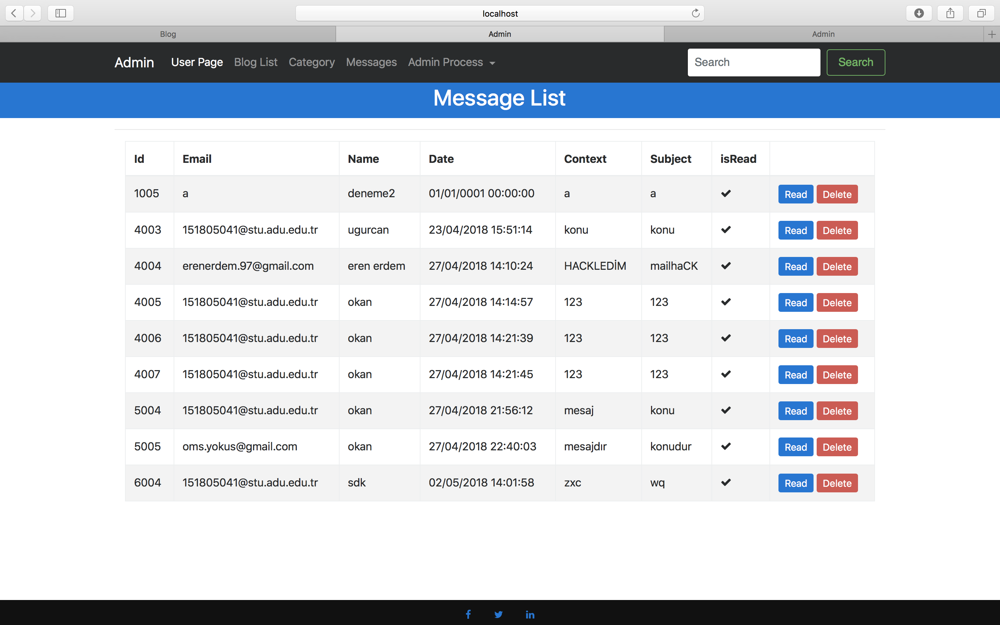 localhost
Blog Admin Admin
Admin User Page Blog List Category Messages Admin Process Search Search
Message List
Id Email Name Date Context Subject isRead
1005 a deneme2 01/01/0001 00:00:00 a a Read Delete
4003 151805041@stu.adu.edu.tr ugurcan 23/04/2018 15:51:14 konu konu Read Delete
4004 erenerdem.97@gmail.com eren erdem 27/04/2018 14:10:24 HACKLEDİM mailhaCK Read Delete
4005 151805041@stu.adu.edu.tr okan 27/04/2018 14:14:57 123 123 Read Delete
4006 151805041@stu.adu.edu.tr okan 27/04/2018 14:21:39 123 123 Read Delete
4007 151805041@stu.adu.edu.tr okan 27/04/2018 14:21:45 123 123 Read Delete
5004 151805041@stu.adu.edu.tr okan 27/04/2018 21:56:12 mesaj konu Read Delete
5005 oms.yokus@gmail.com okan 27/04/2018 22:40:03 mesajdır konudur Read Delete
6004 151805041@stu.adu.edu.tr sdk 02/05/2018 14:01:58 zxc wq Read Delete